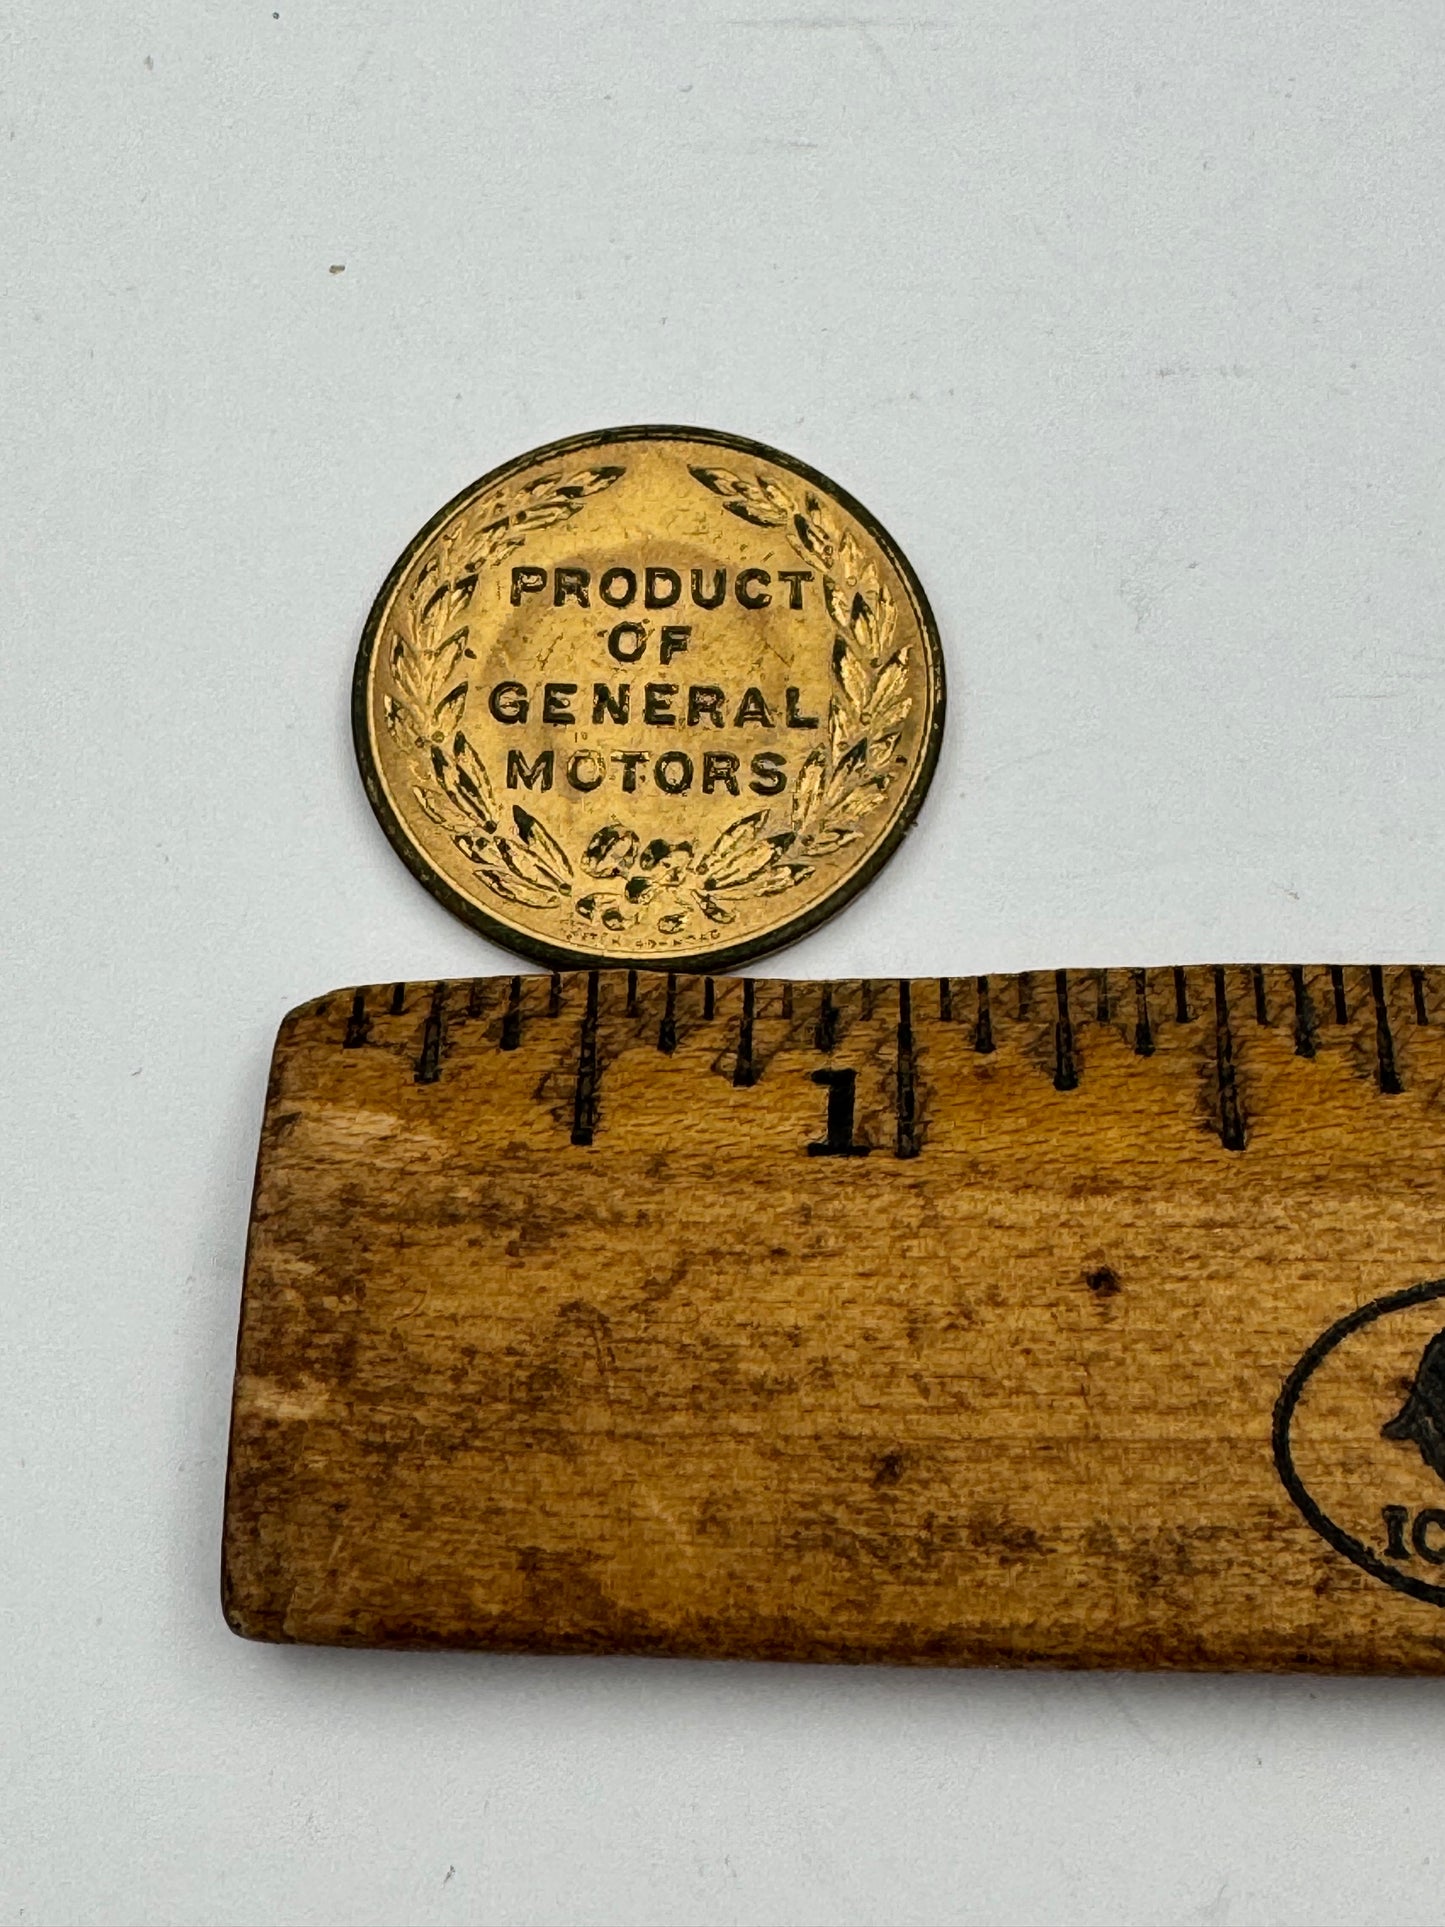 PRODUCT
OF
GENERAL
MOTORS
1